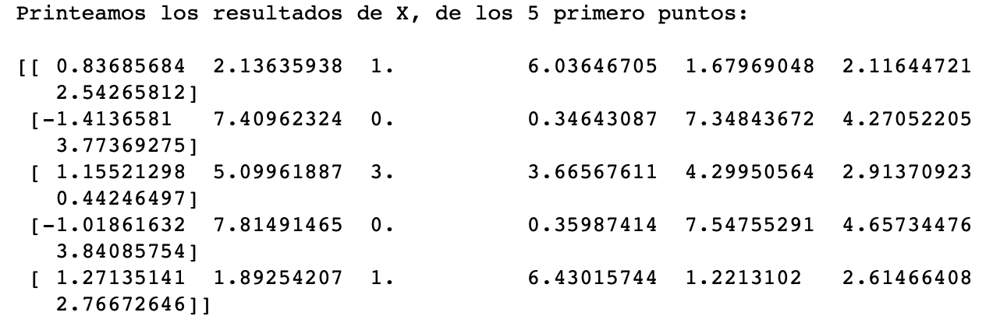 Printeamos los resultados de X, de los 5 primero puntos:
[[ 0.83685684  2.13635938  1.          6.03646705  1.67969048  2.11644721
   2.54265812]
 [-1.4136581   7.40962324  0.          0.34643087  7.34843672  4.27052205
   3.77369275]
 [ 1.15521298  5.09961887  3.          3.66567611  4.29950564  2.91370923
   0.44246497]
 [-1.01861632  7.81491465  0.          0.35987414  7.54755291  4.65734476
   3.84085754]
 [ 1.27135141  1.89254207  1.          6.43015744  1.2213102   2.61466408
   2.76672646]]